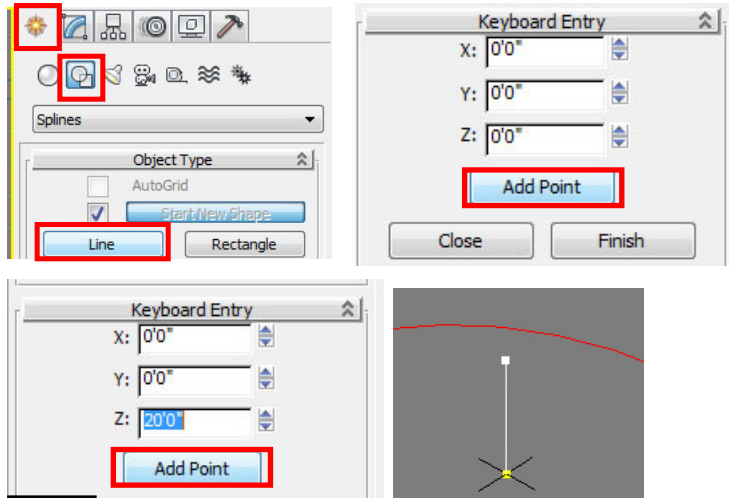 Splines
Object Type
AutoGrid
Start New Shape
Line Rectangle
Keyboard Entry
X: 0'0"
Y: 0'0"
Z: 0'0"
Add Point
Close Finish
Keyboard Entry
X: 0'0"
Y: 0'0"
Z: 20'0"
Add Point